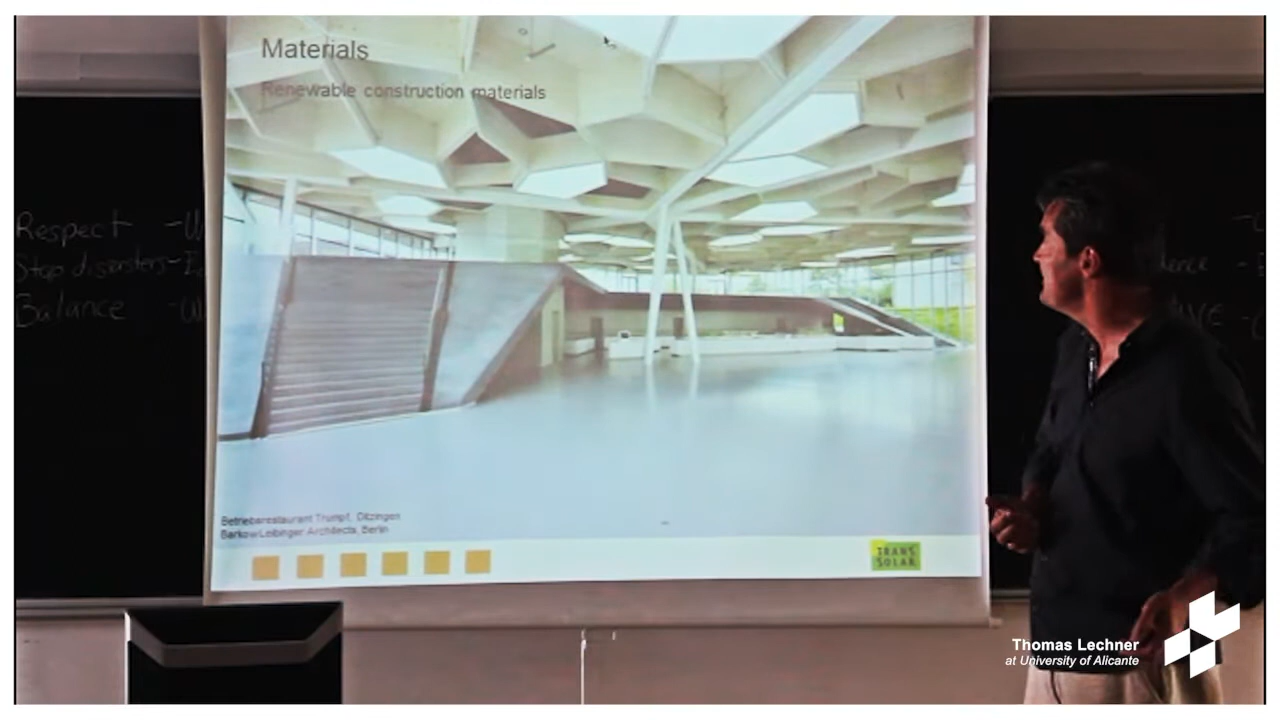 Materials
Renewable construction materials
Respect -
Stop disasters -
Balance -
Betriebsrestaurant Trumpf, Ditzingen
Barkow Leibinger Architects, Berlin
TRANS
SOLAR
Thomas Lechner
at University of Alicante